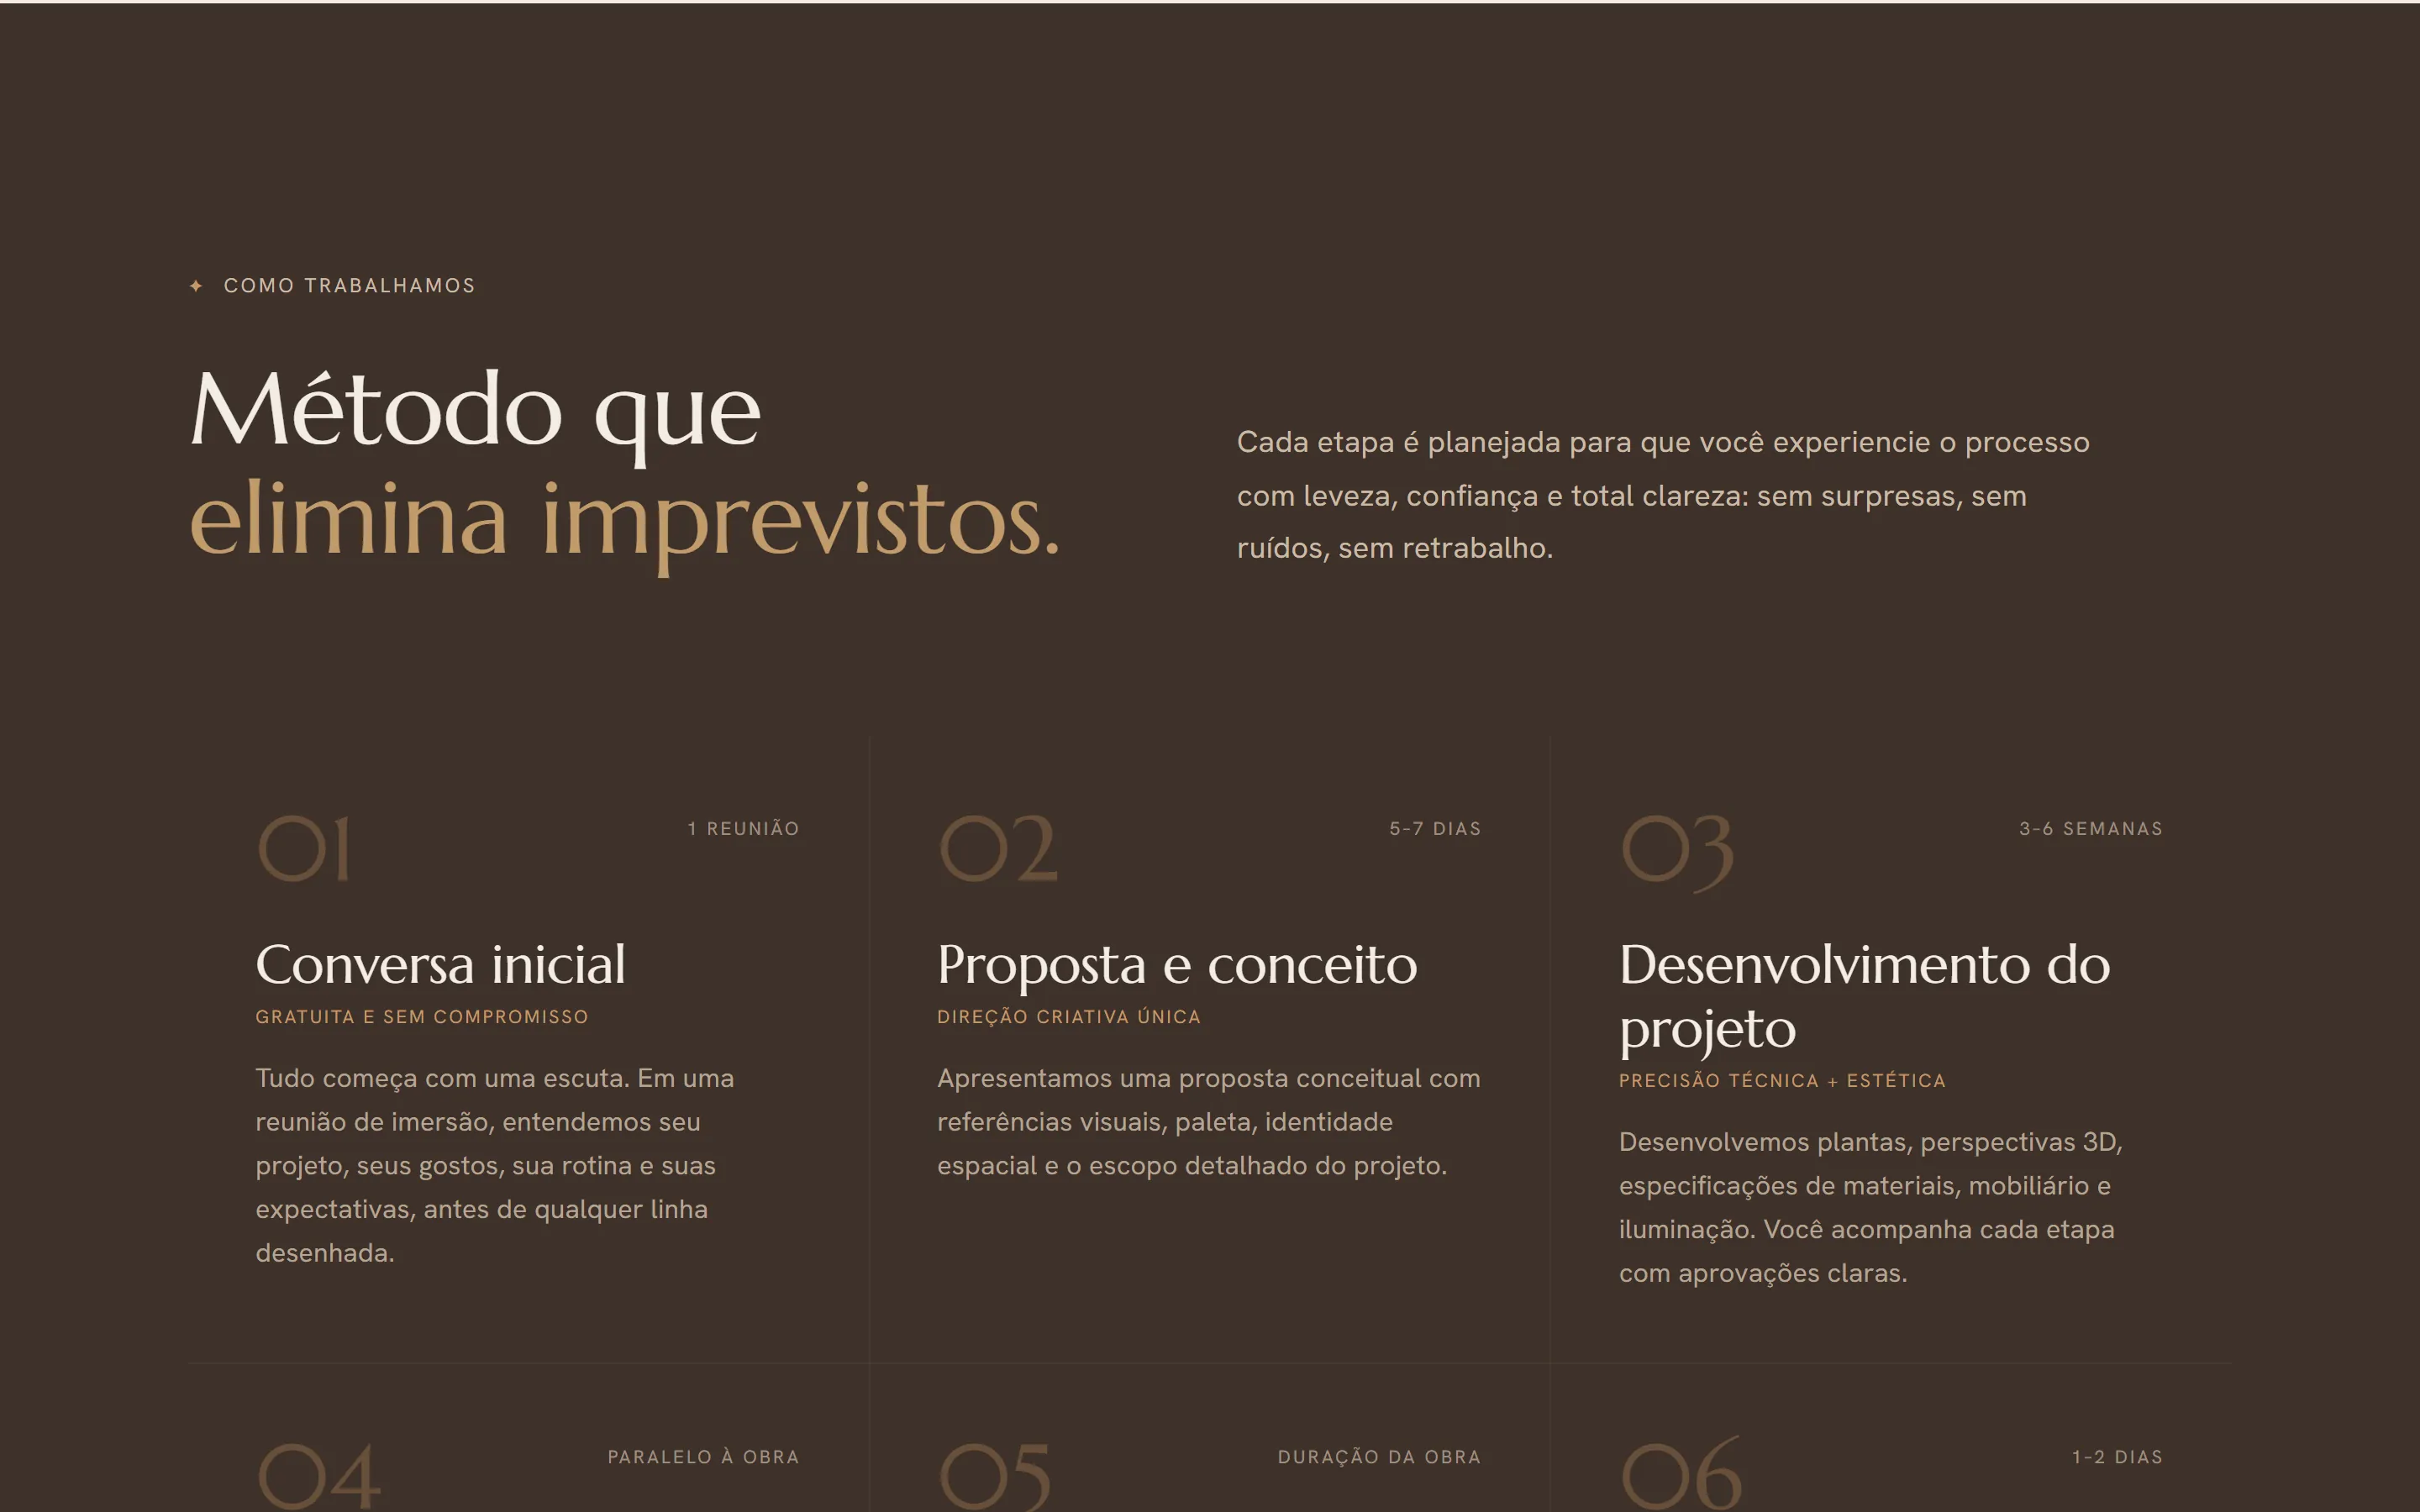 ✦ COMO TRABALHAMOS
Método que
elimina imprevistos.
Cada etapa é planejada para que você experiencie o processo
com leveza, confiança e total clareza: sem surpresas, sem
ruídos, sem retrabalho.
01
1 REUNIÃO
Conversa inicial
GRATUITA E SEM COMPROMISSO
Tudo começa com uma escuta. Em uma
reunião de imersão, entendemos seu
projeto, seus gostos, sua rotina e suas
expectativas, antes de qualquer linha
desenhada.
02
5–7 DIAS
Proposta e conceito
DIREÇÃO CRIATIVA ÚNICA
Apresentamos uma proposta conceitual com
referências visuais, paleta, identidade
espacial e o escopo detalhado do projeto.
03
3–6 SEMANAS
Desenvolvimento do
projeto
PRECISÃO TÉCNICA + ESTÉTICA
Desenvolvemos plantas, perspectivas 3D,
especificações de materiais, mobiliário e
iluminação. Você acompanha cada etapa
com aprovações claras.
04
PARALELO À OBRA
05
DURAÇÃO DA OBRA
06
1–2 DIAS